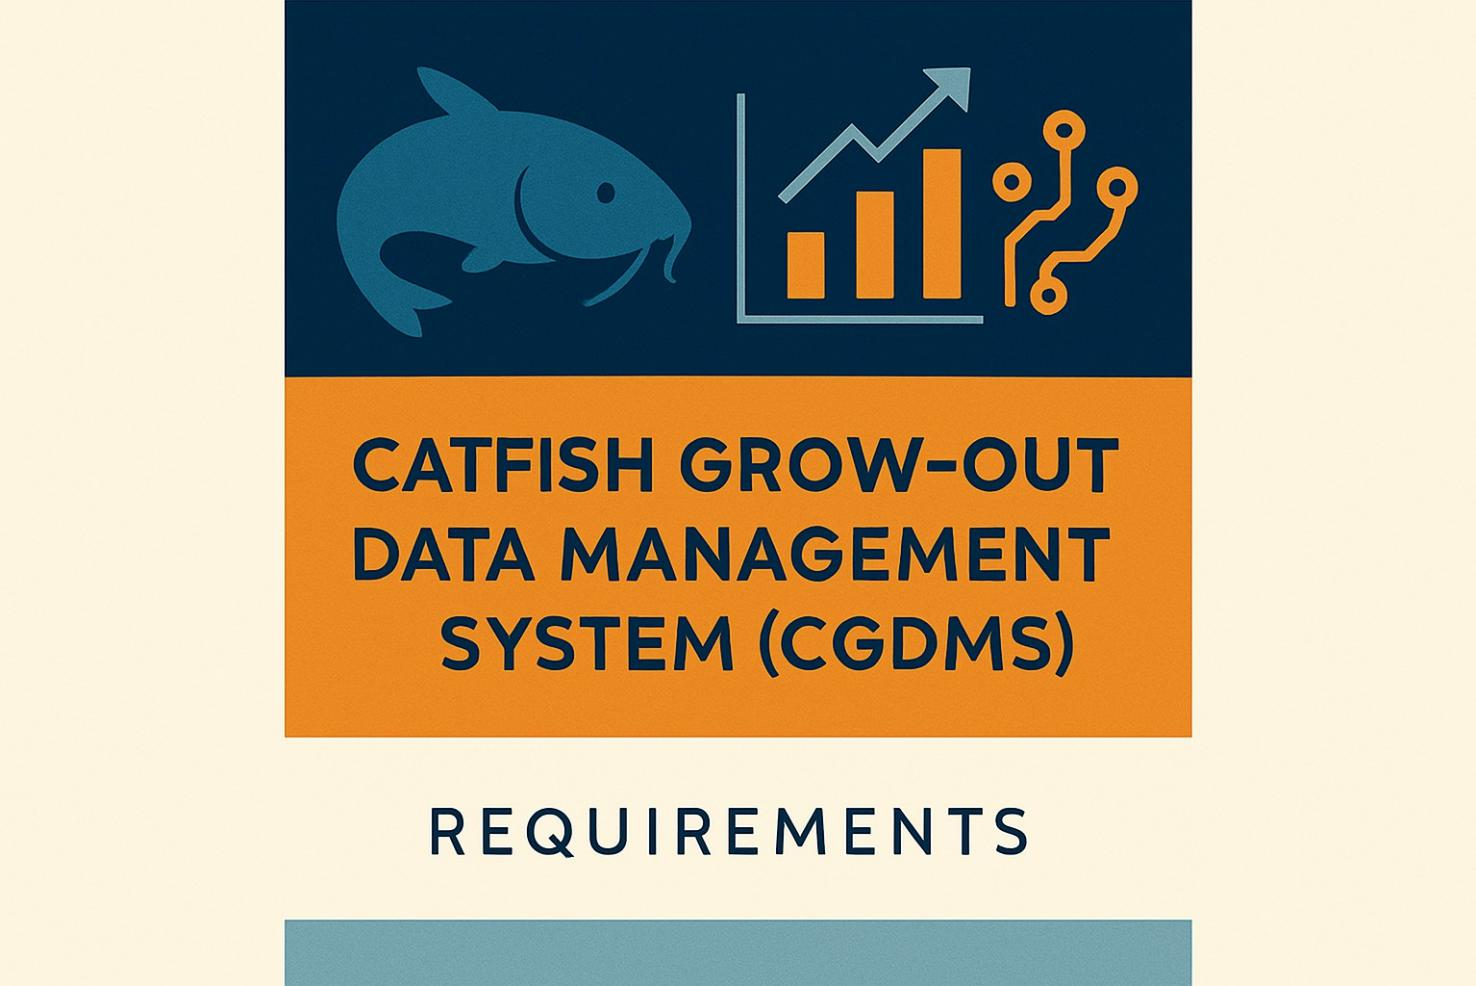 CATFISH GROW-OUT
DATA MANAGEMENT
SYSTEM (CGDMS)
REQUIREMENTS